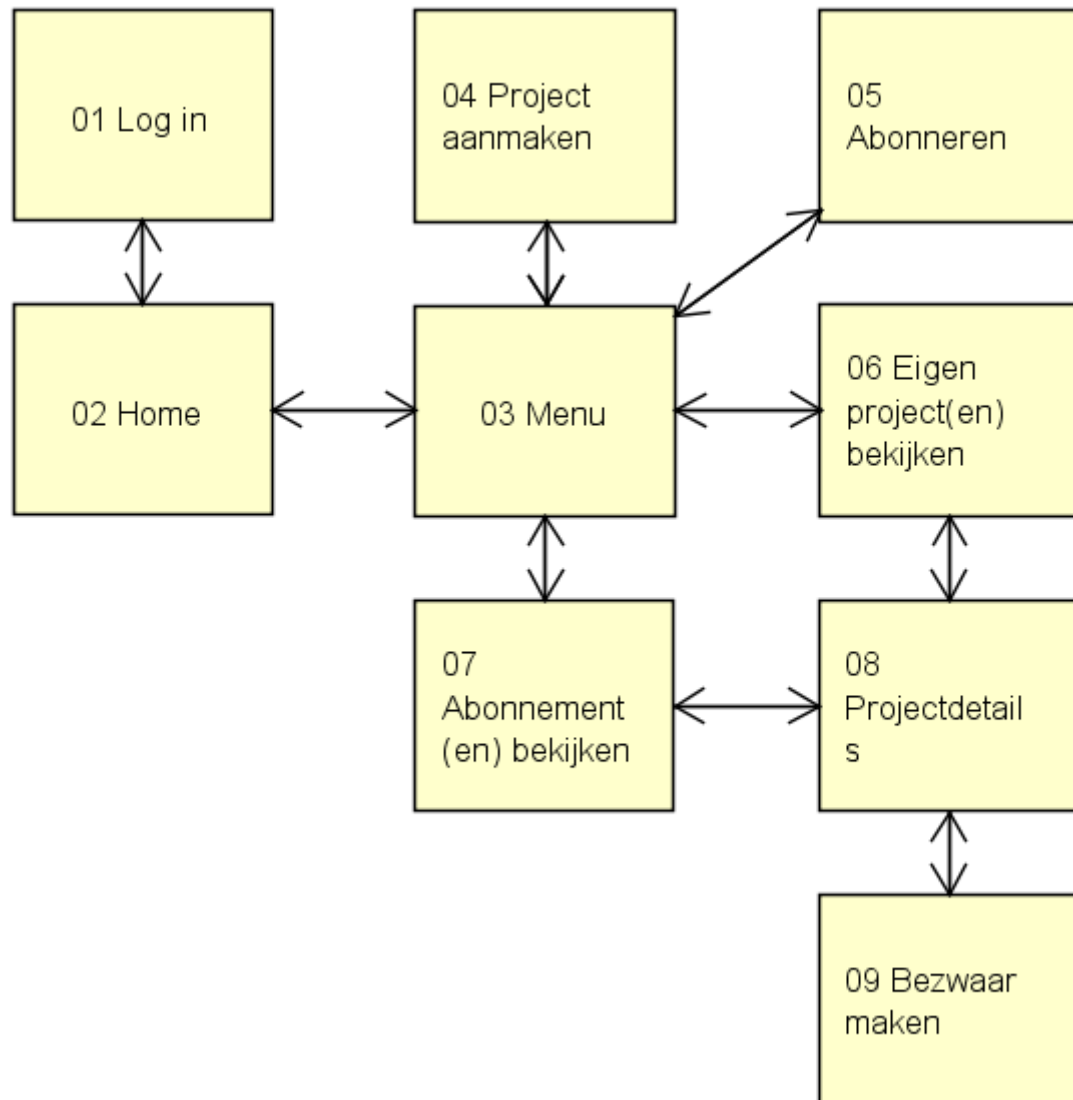 01 Log in
04 Project
aanmaken
05
Abonneren
02 Home
03 Menu
06 Eigen
project(en)
bekijken
07
Abonnement
(en) bekijken
08
Projectdetail
s
09 Bezwaar
maken